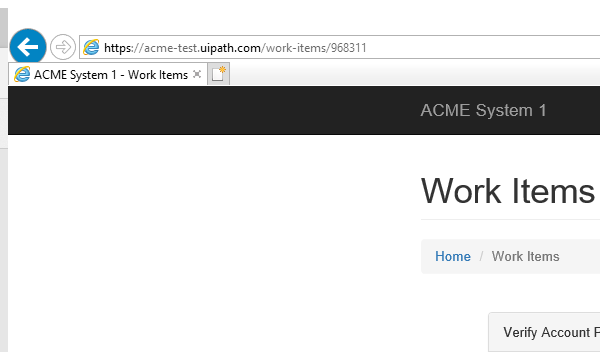 https://acme-test.uipath.com/work-items/968311
ACME System 1 - Work Items
ACME System 1
Work Items
Home / Work Items
Verify Account